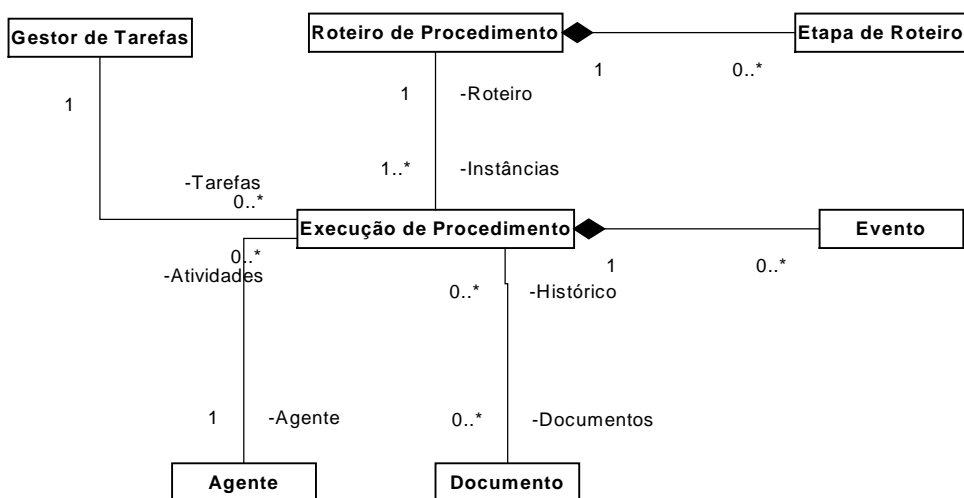 Gestor de Tarefas
Roteiro de Procedimento
Etapa de Roteiro
1
0..*
1
1
-Roteiro
1..*
-Instâncias
-Tarefas
0..*
Execução de Procedimento
Evento
0..*
-Atividades
1
0..*
0..*
-Histórico
1
-Agente
0..*
-Documentos
Agente
Documento